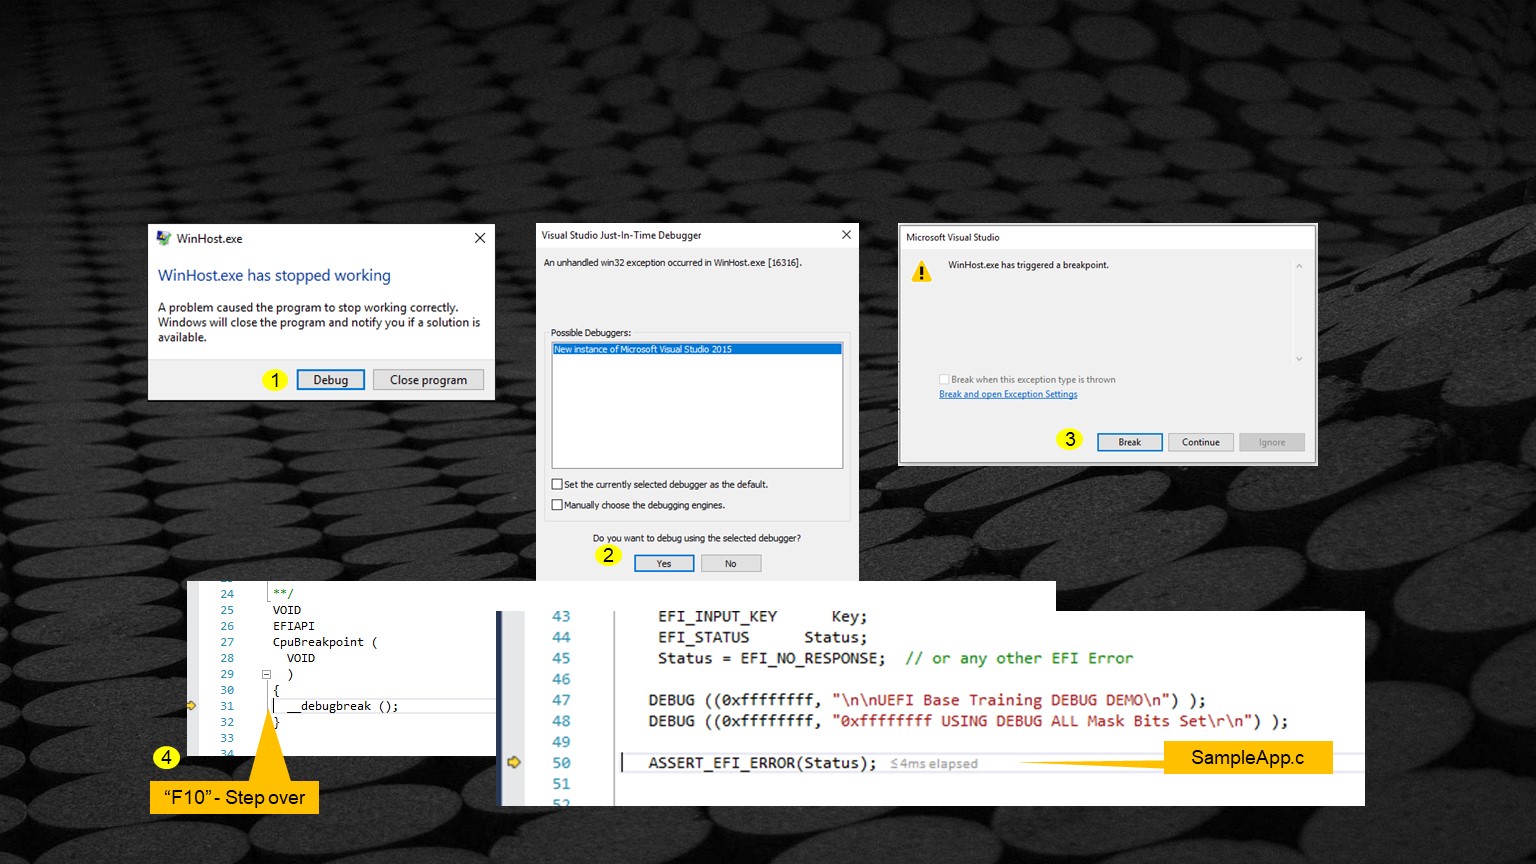 WinHost.exe
WinHost.exe has stopped working
A problem caused the program to stop working correctly.
Windows will close the program and notify you if a solution is
available.
1
Debug
Close program
Visual Studio Just-In-Time Debugger
An unhandled win32 exception occurred in WinHost.exe [16316].
Possible Debuggers:
New instance of Microsoft Visual Studio 2015
Set the currently selected debugger as the default.
Manually choose the debugging engines.
Do you want to debug using the selected debugger?
2
Yes
No
Microsoft Visual Studio
WinHost.exe has triggered a breakpoint.
Break when this exception type is thrown
Break and open Exception Settings
3
Break
Continue
Ignore
24 **/
25 VOID
26 EFIAPI
27 CpuBreakpoint (
28 VOID
29 )
30 {
31 __debugbreak ();
32 }
33
34
4
“F10” - Step over
43 EFI_INPUT_KEY Key;
44 EFI_STATUS Status;
45 Status = EFI_NO_RESPONSE; // or any other EFI Error
46
47 DEBUG ((0xffffffff, "\n\nUEFI Base Training DEBUG DEMO\n") );
48 DEBUG ((0xffffffff, "0xffffffff USING DEBUG ALL Mask Bits Set\r\n") );
49
50 ASSERT_EFI_ERROR(Status); ≤4ms elapsed
SampleApp.c
51
52